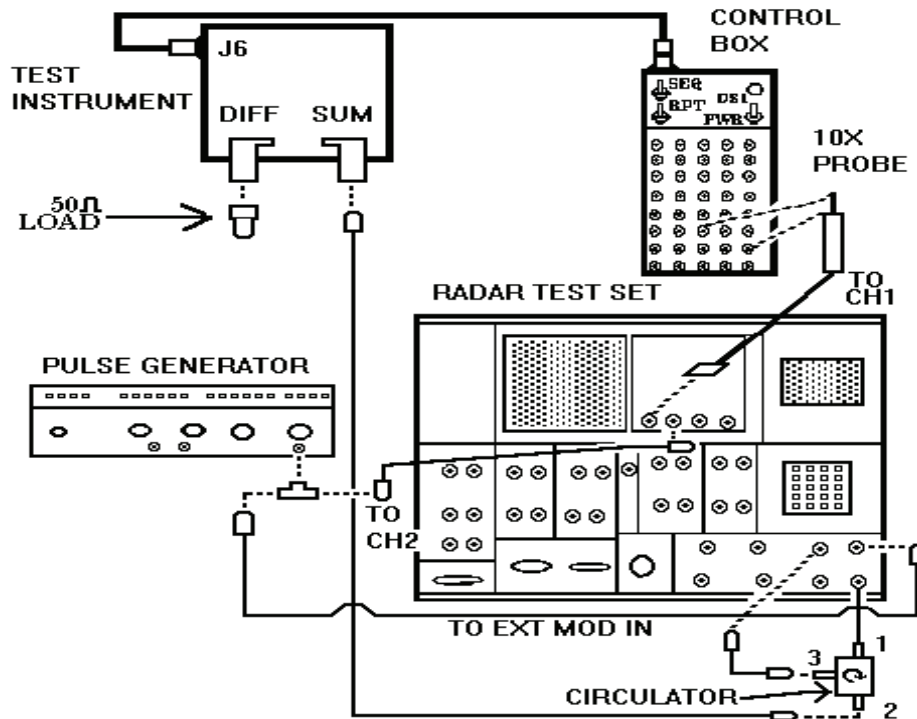 CONTROL
BOX
J6
TEST
INSTRUMENT
DIFF SUM
SEQ
RPT
DS1
PWR
10X
PROBE
50Ω
LOAD
TO
CH1
RADAR TEST SET
PULSE GENERATOR
TO
CH2
TO EXT MOD IN
1
3
CIRCULATOR
2